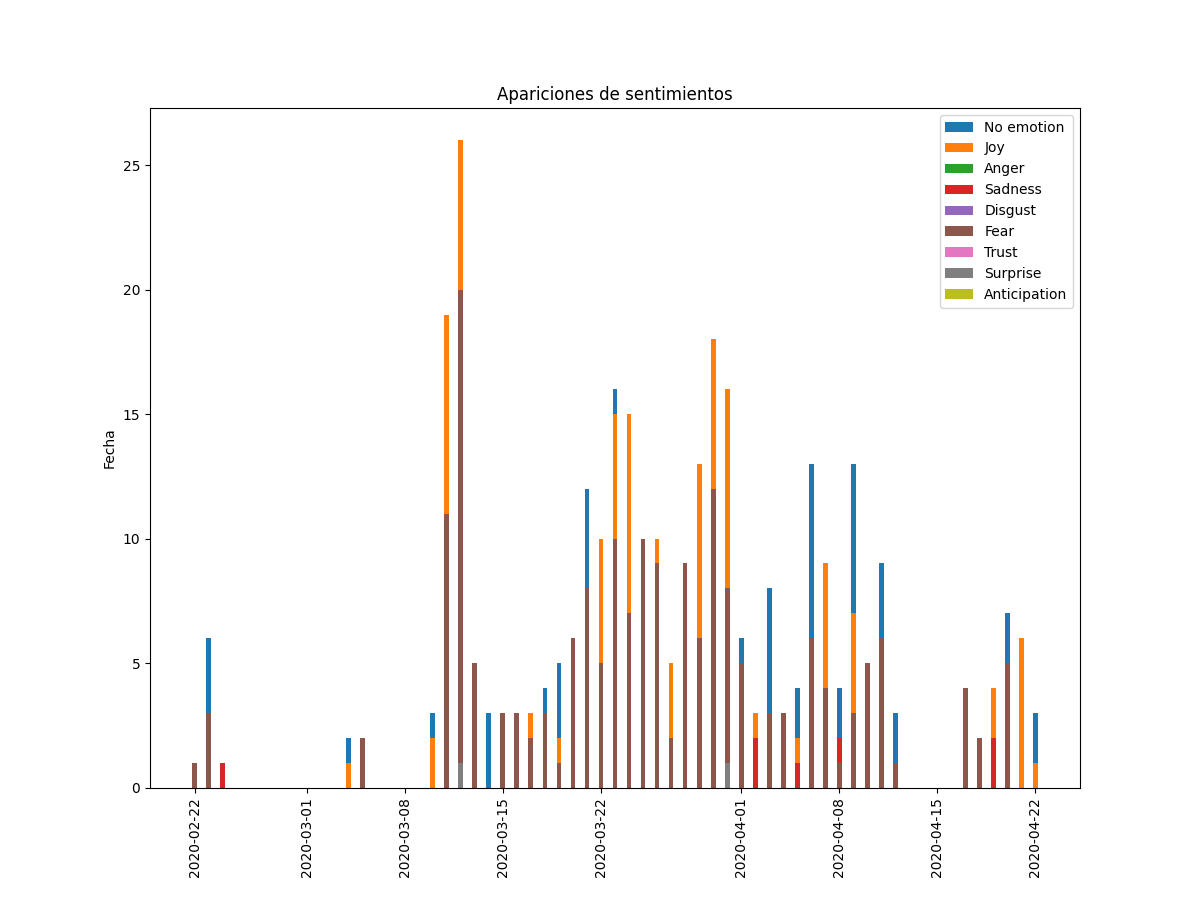 Apariciones de sentimientos
No emotion
Joy
Anger
Sadness
Disgust
Fear
Trust
Surprise
Anticipation
Fecha
25
20
15
10
5
0
2020-02-22
2020-03-01
2020-03-08
2020-03-15
2020-03-22
2020-04-01
2020-04-08
2020-04-15
2020-04-22